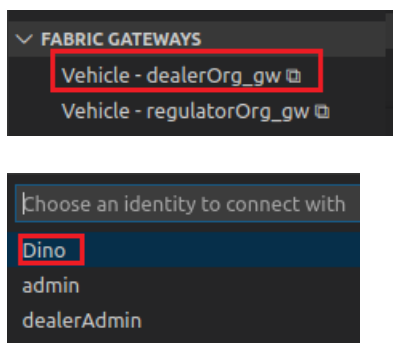 FABRIC GATEWAYS
Vehicle - dealerOrg_gw
Vehicle - regulatorOrg_gw
Choose an identity to connect with
Dino
admin
dealerAdmin